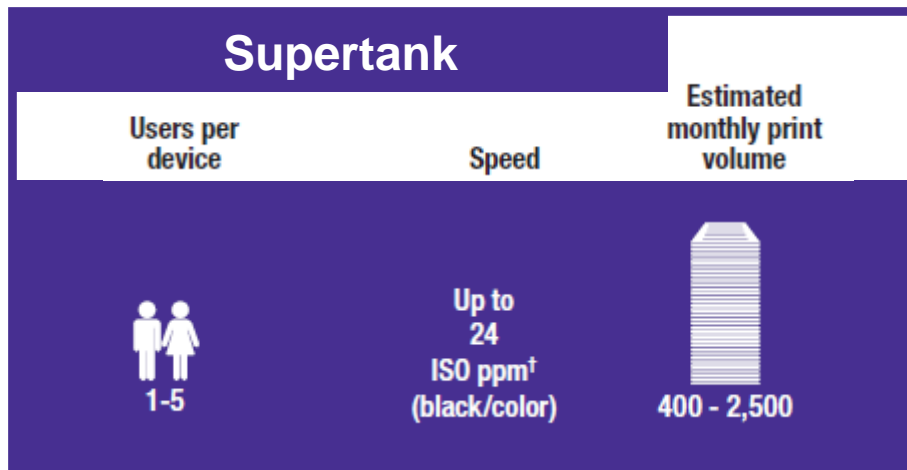 Supertank
Users per
device
Speed
Estimated
monthly print
volume
1-5
Up to
24
ISO ppm†
(black/color)
400 - 2,500